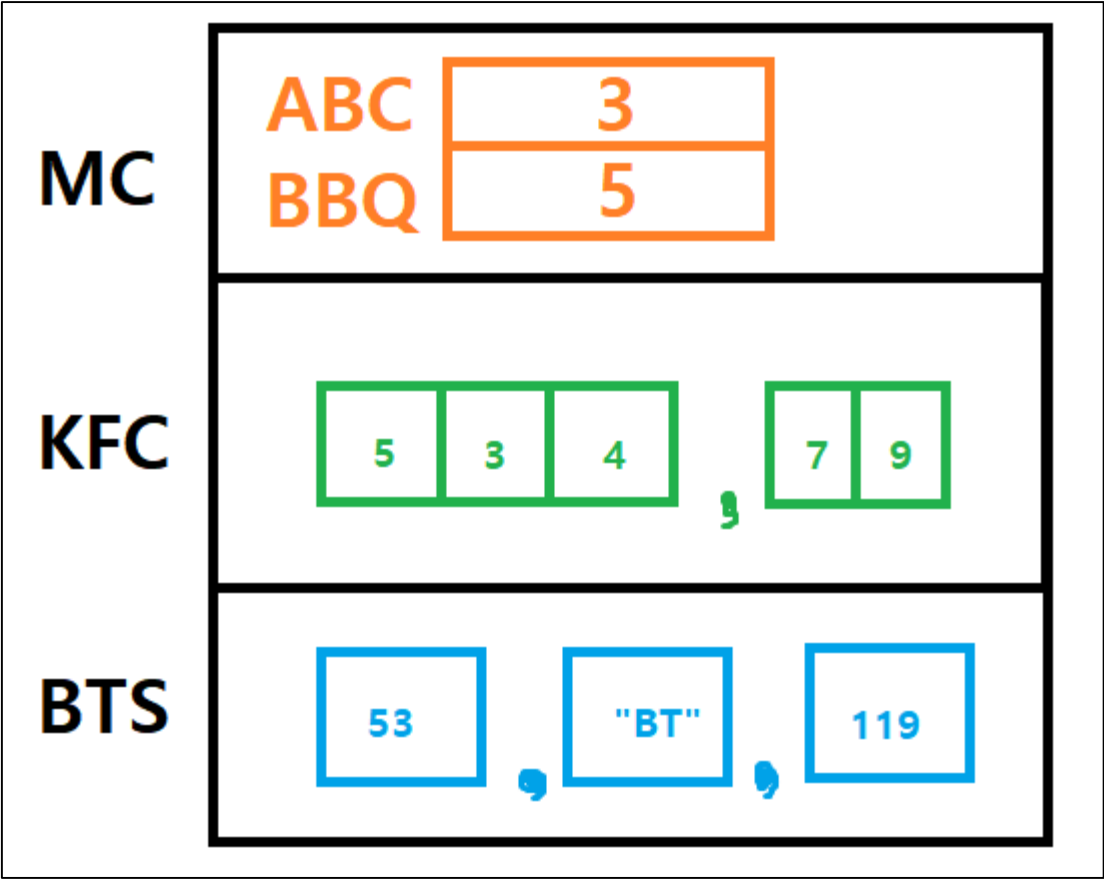 ABC 3
MC
BBQ 5
KFC 5 3 4 , 7 9
BTS 53 , "BT" , 119